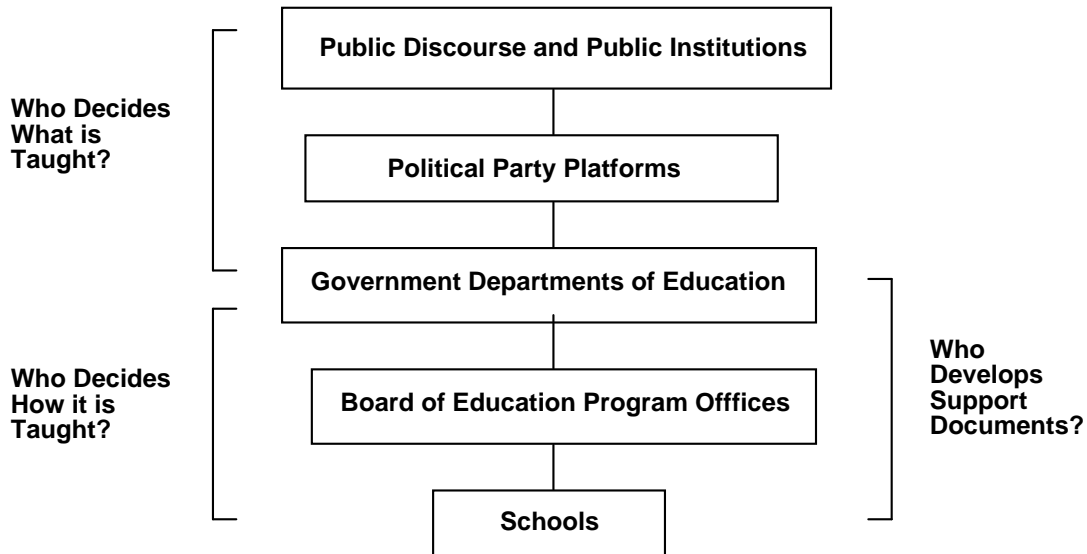 Public Discourse and Public Institutions
Who Decides
What is
Taught?
Political Party Platforms
Government Departments of Education
Who Decides
How it is
Taught?
Board of Education Program Offfices
Who
Develops
Support
Documents?
Schools